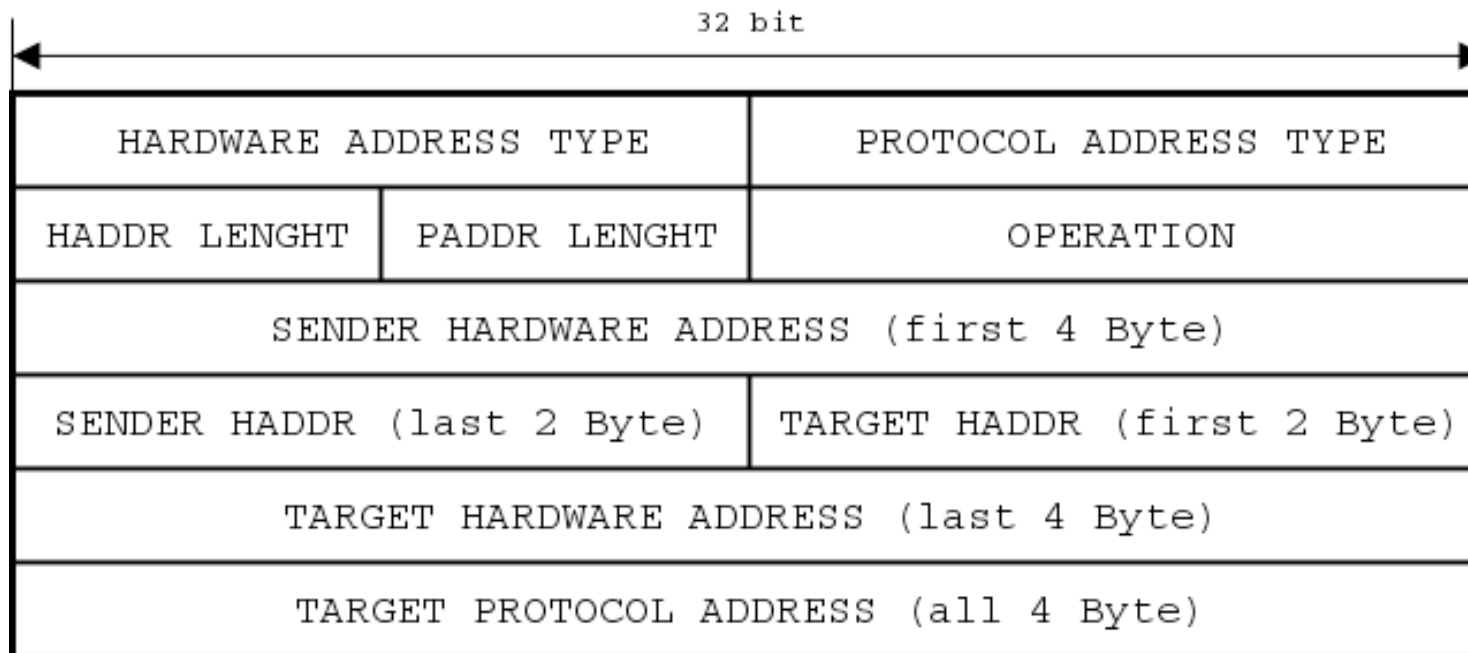 32 bit
HARDWARE ADDRESS TYPE
PROTOCOL ADDRESS TYPE
HADDR LENGHT
PADDR LENGHT
OPERATION
SENDER HARDWARE ADDRESS (first 4 Byte)
SENDER HADDR (last 2 Byte)
TARGET HADDR (first 2 Byte)
TARGET HARDWARE ADDRESS (last 4 Byte)
TARGET PROTOCOL ADDRESS (all 4 Byte)